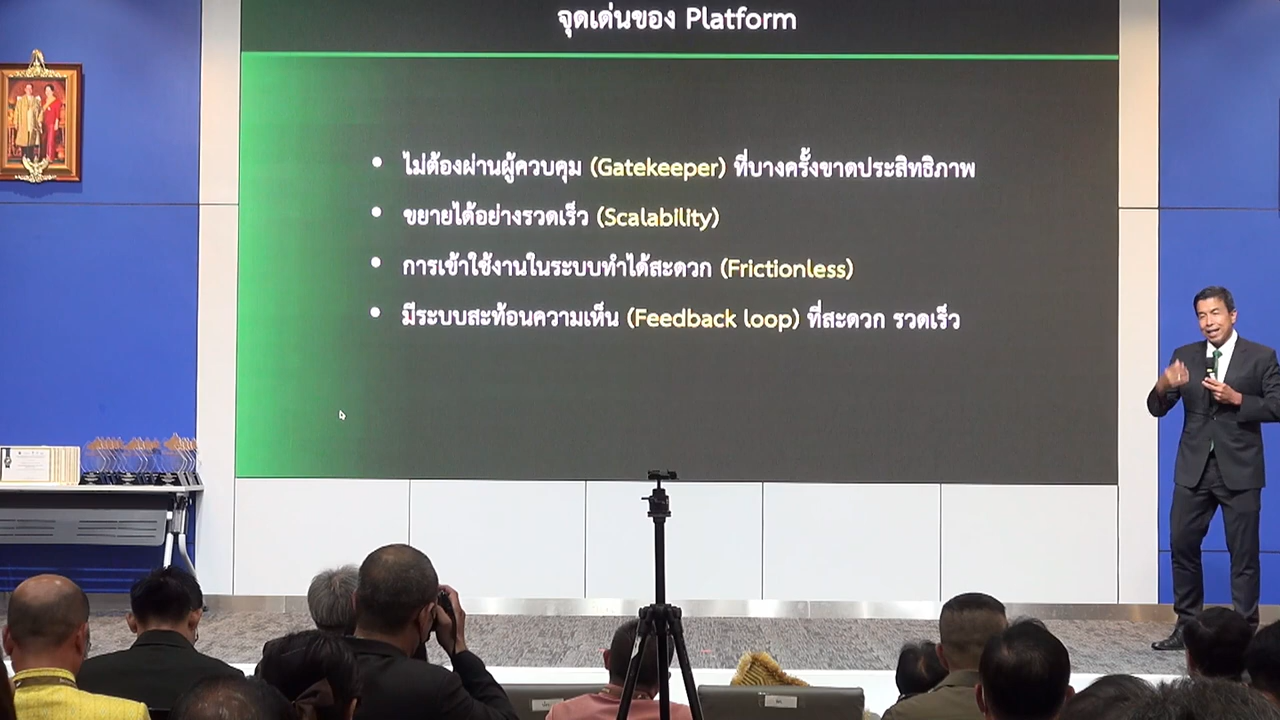 จุดเด่นของ Platform
• ไม่ต้องผ่านผู้ควบคุม (Gatekeeper) ที่บางครั้งขาดประสิทธิภาพ
• ขยายได้อย่างรวดเร็ว (Scalability)
• การเข้าใช้งานในระบบทำได้สะดวก (Frictionless)
• มีระบบสะท้อนความเห็น (Feedback loop) ที่สะดวก รวดเร็ว